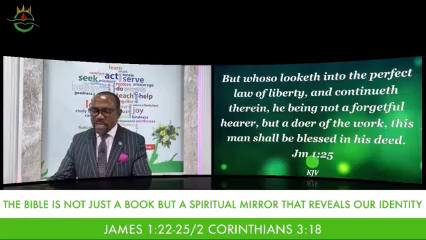 seek
act
serve
do
teach
help
joy
But whoso looketh into the perfect
law of liberty, and continueth
therein, he being not a forgetful
hearer, but a doer of the work, this
man shall be blessed in his deed.
Jm 1:25
KJV
THE BIBLE IS NOT JUST A BOOK BUT A SPIRITUAL MIRROR THAT REVEALS OUR IDENTITY
JAMES 1:22-25/2 CORINTHIANS 3:18